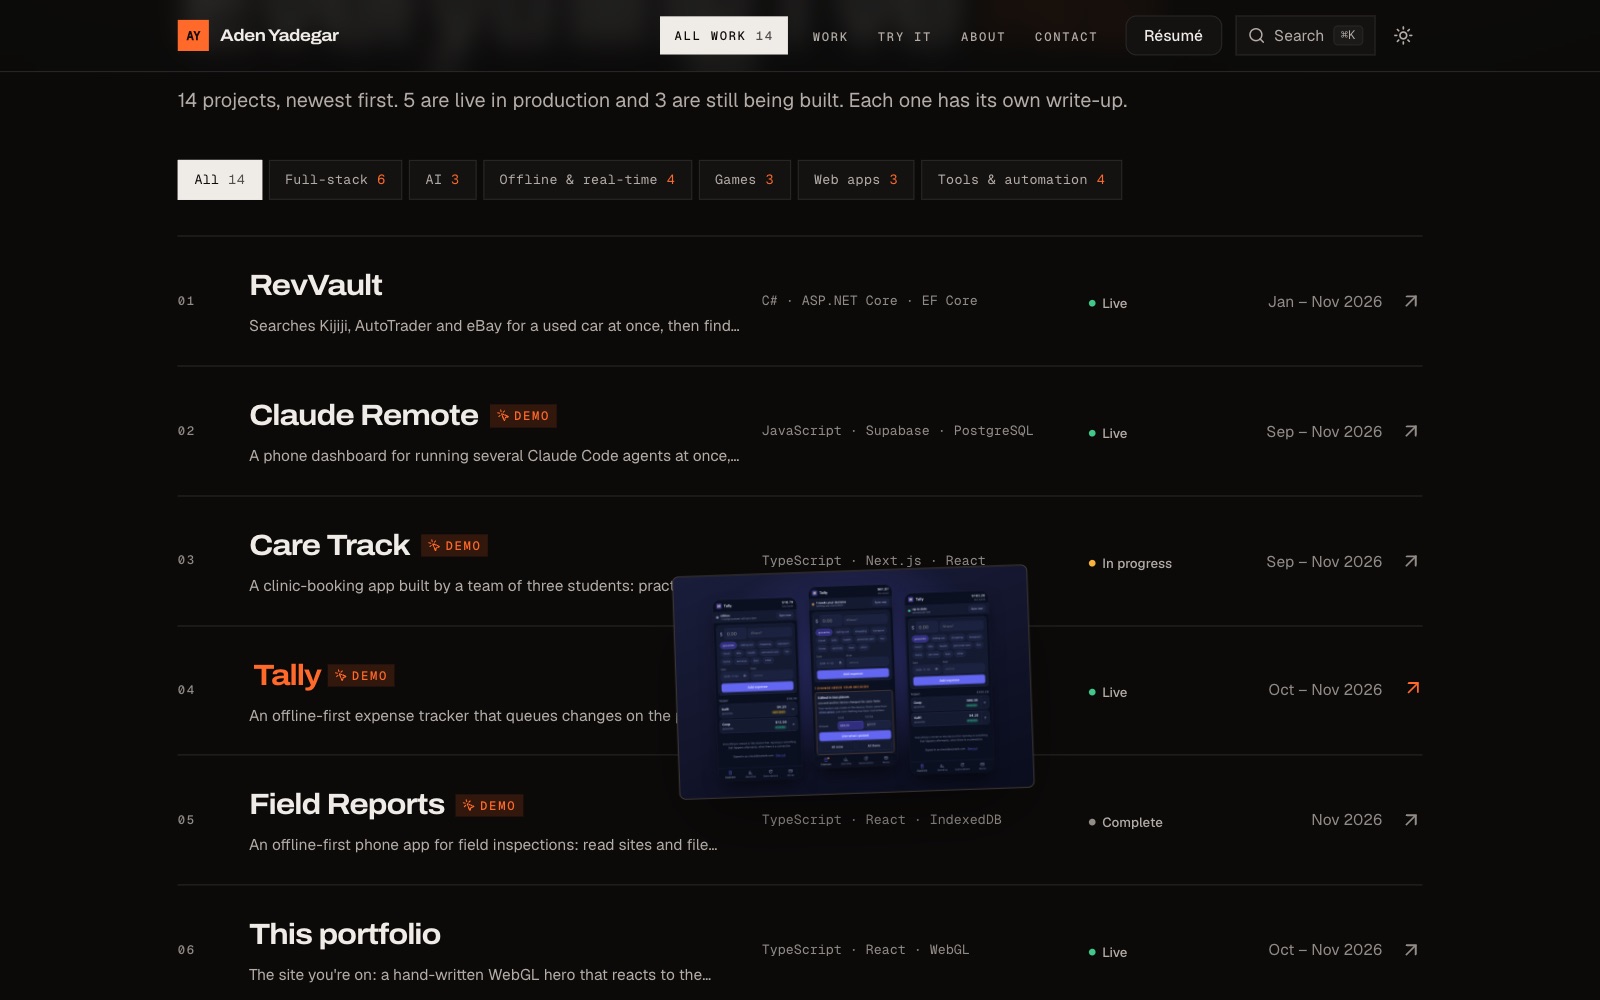 AY Aden Yadegar ALL WORK 14 WORK TRY IT ABOUT CONTACT Résumé Search ⌘K
14 projects, newest first. 5 are live in production and 3 are still being built. Each one has its own write-up.
All 14 Full-stack 6 AI 3 Offline & real-time 4 Games 3 Web apps 3 Tools & automation 4
RevVault
01 C# · ASP.NET Core · EF Core Live Jan – Nov 2026
Searches Kijiji, AutoTrader and eBay for a used car at once, then find…
Claude Remote DEMO
02 JavaScript · Supabase · PostgreSQL Live Sep – Nov 2026
A phone dashboard for running several Claude Code agents at once,…
Care Track DEMO
03 TypeScript · Next.js · React In progress Sep – Nov 2026
A clinic-booking app built by a team of three students:
Tally DEMO
04 Live Oct – Nov 2026
An offline-first expense tracker that queues changes on the
Tally Tally Tally
Field Reports DEMO
05 TypeScript · React · IndexedDB Complete Nov 2026
An offline-first phone app for field inspections: read sites and file…
This portfolio
06 TypeScript · React · WebGL Live Oct – Nov 2026
The site you're on: a hand-written WebGL hero that reacts to the…